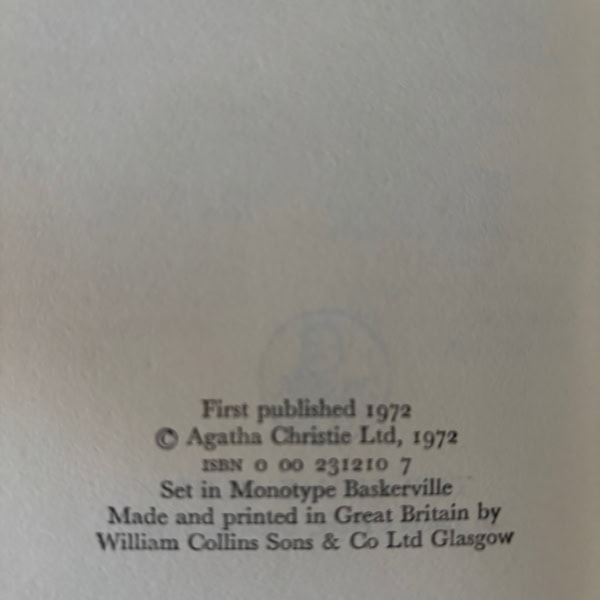 First published 1972
© Agatha Christie Ltd, 1972
ISBN 0 00 231210 7
Set in Monotype Baskerville
Made and printed in Great Britain by
William Collins Sons & Co Ltd Glasgow